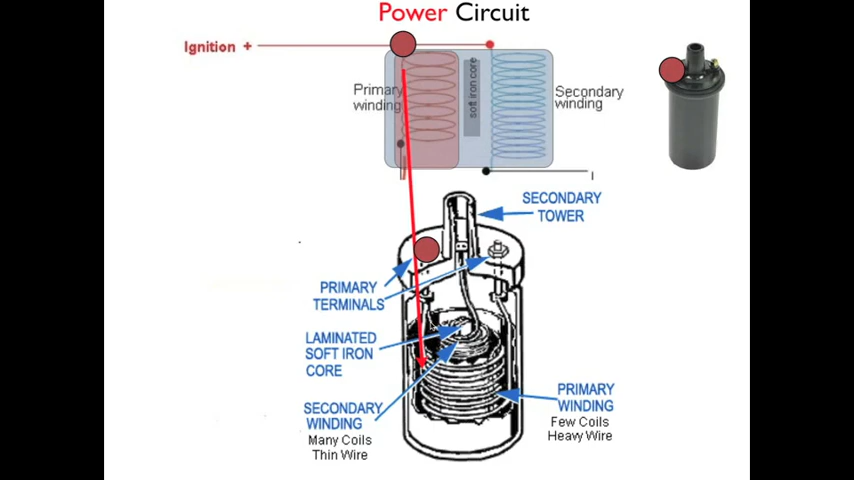 Power Circuit
Ignition +
Primary
winding
soft iron core
Secondary
winding
SECONDARY
TOWER
PRIMARY
TERMINALS
LAMINATED
SOFT IRON
CORE
SECONDARY
WINDING
Many Coils
Thin Wire
PRIMARY
WINDING
Few Coils
Heavy Wire